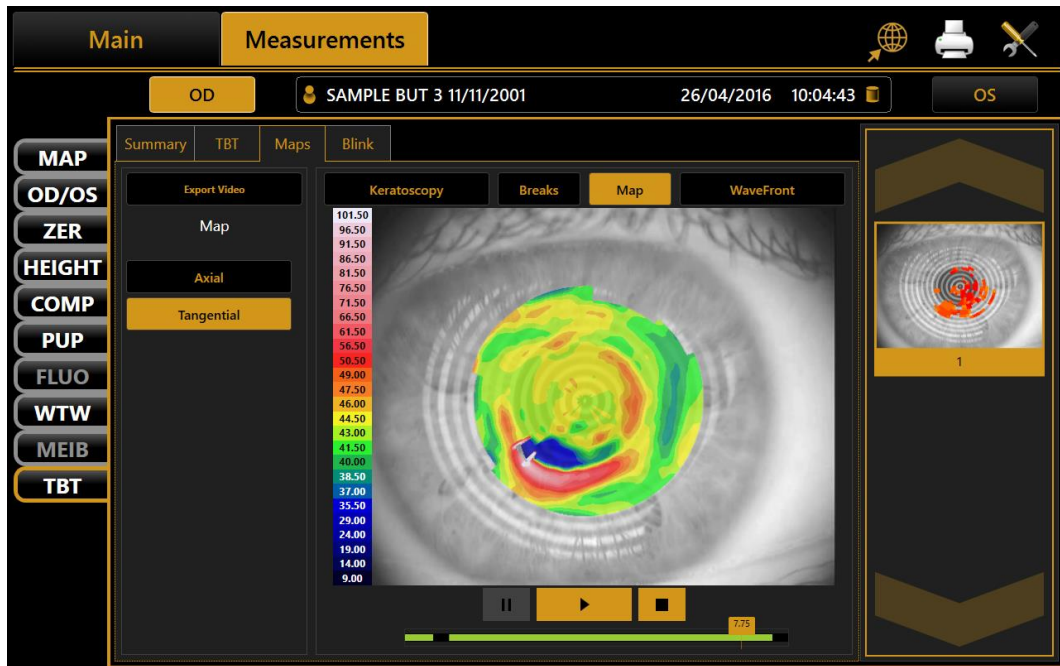 Main
Measurements
OD
SAMPLE BUT 3 11/11/2001
26/04/2016 10:04:43
OS
MAP
OD/OS
ZER
HEIGHT
COMP
PUP
FLUO
WTW
MEIB
TBT
Summary
TBT
Maps
Blink
Export Video
Map
Axial
Tangential
Keratoscopy
Breaks
Map
WaveFront
101.50
96.50
91.50
86.50
81.50
76.50
71.50
66.50
61.50
56.50
50.50
49.00
47.50
46.00
44.50
43.00
41.50
40.00
38.50
37.00
35.50
29.00
24.00
19.00
14.00
9.00
7.75
1